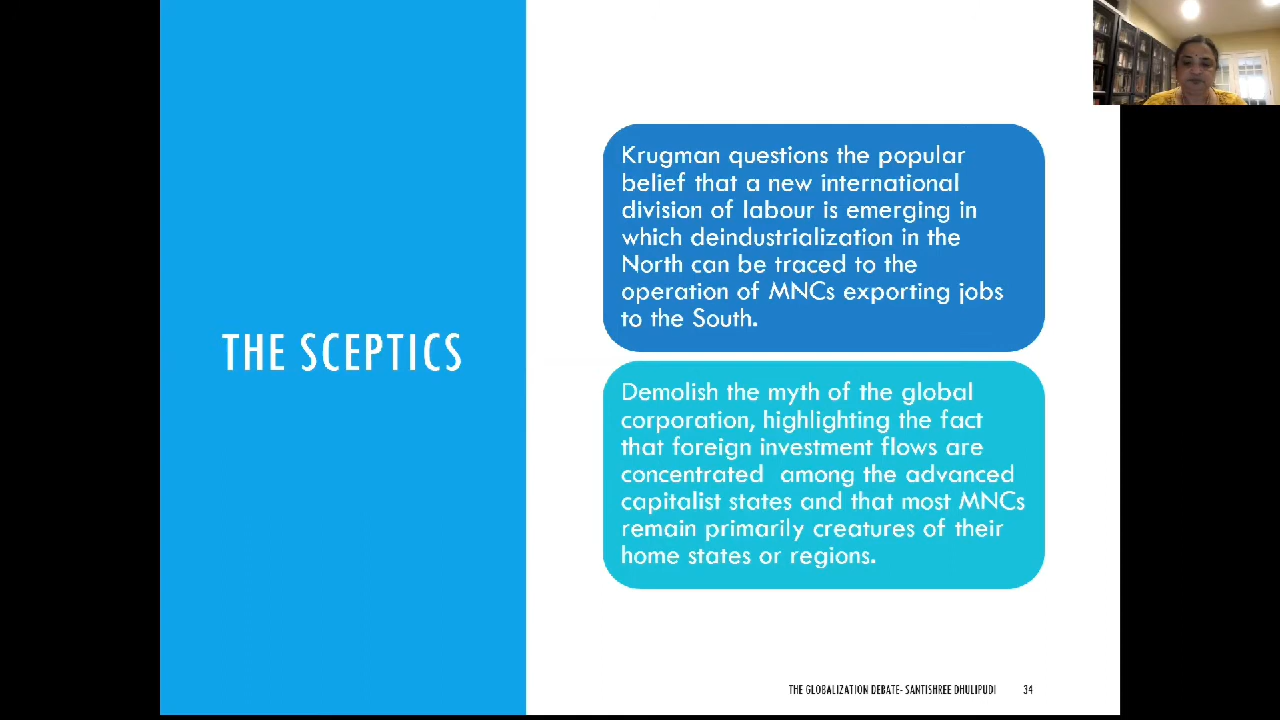 THE SCEPTICS
Krugman questions the popular
belief that a new international
division of labour is emerging in
which deindustrialization in the
North can be traced to the
operation of MNCs exporting jobs
to the South.
Demolish the myth of the global
corporation, highlighting the fact
that foreign investment flows are
concentrated among the advanced
capitalist states and that most MNCs
remain primarily creatures of their
home states or regions.
THE GLOBALIZATION DEBATE- SANTISHREE DHULIPUDI 34